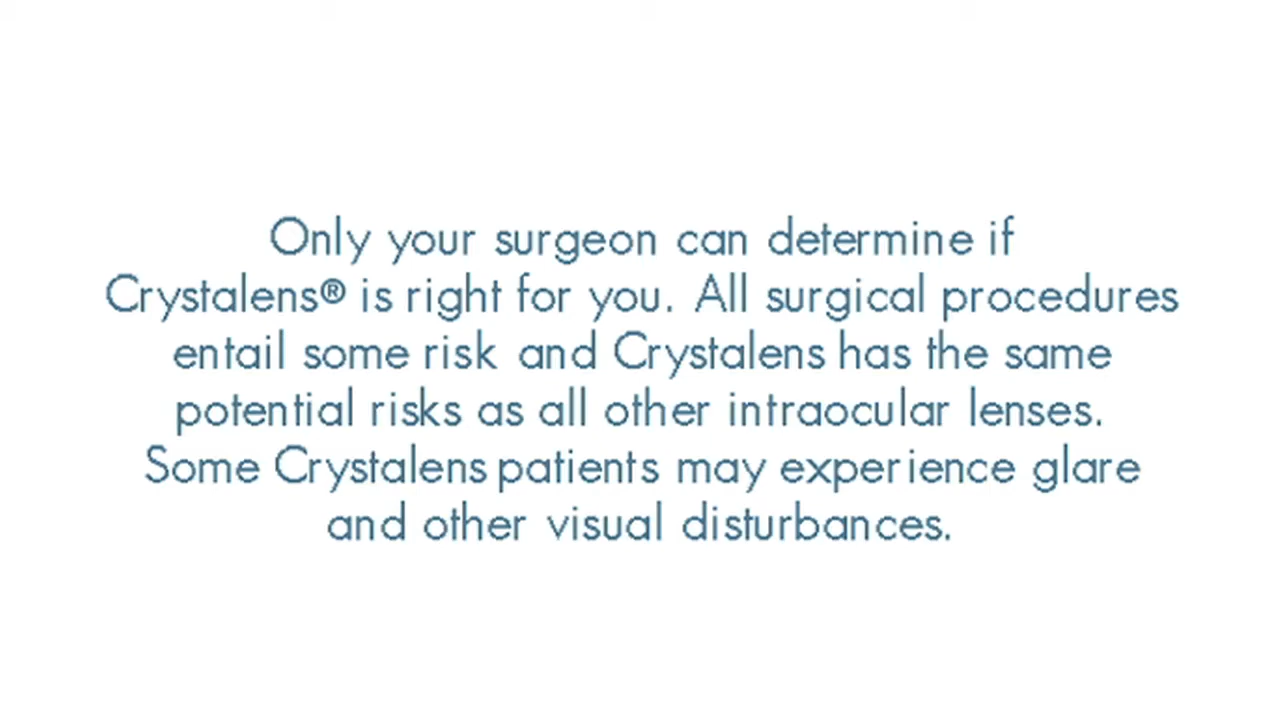 Only your surgeon can determine if
Crystalens® is right for you. All surgical procedures
entail some risk and Crystalens has the same
potential risks as all other intraocular lenses.
Some Crystalens patients may experience glare
and other visual disturbances.